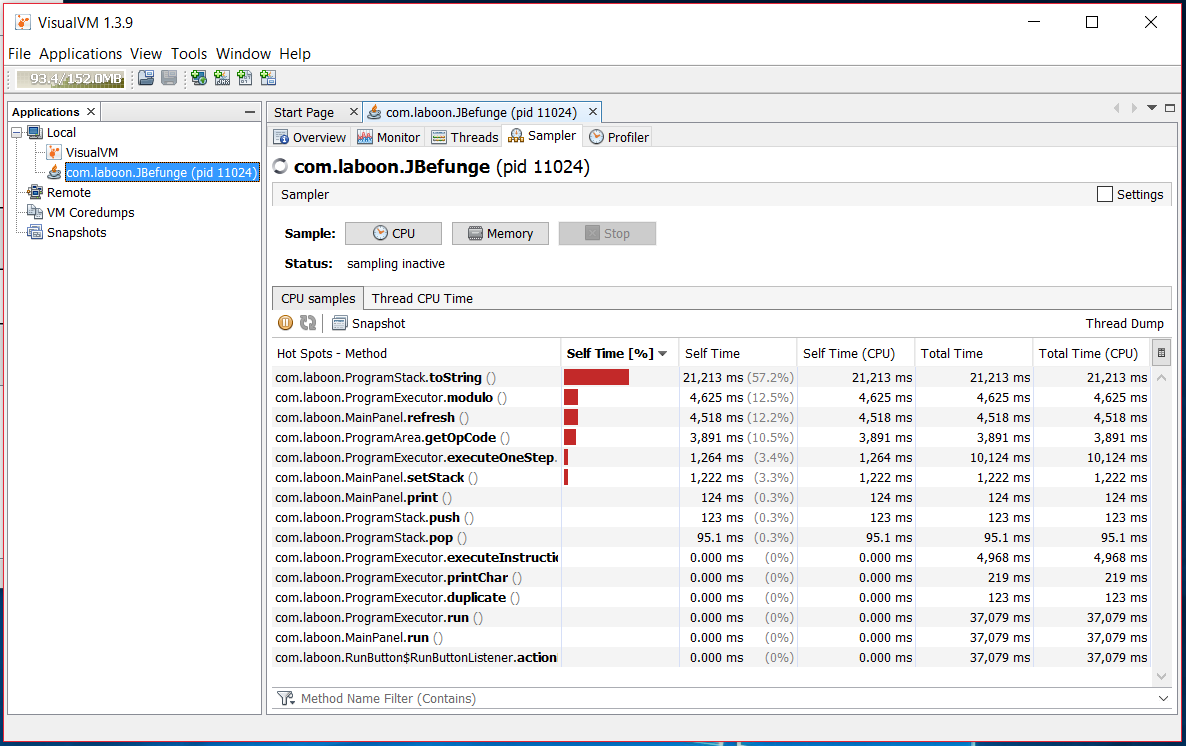 VisualVM 1.3.9
File Applications View Tools Window Help
93.4/152.0MB
Applications
Local
VisualVM
com.laboon.JBefunge (pid 11024)
Remote
VM Coredumps
Snapshots
Start Page com.laboon.JBefunge (pid 11024)
Overview Monitor Threads Sampler Profiler
com.laboon.JBefunge (pid 11024)
Sampler Settings
Sample: CPU Memory Stop
Status: sampling inactive
CPU samples Thread CPU Time
Snapshot Thread Dump
Hot Spots - Method Self Time [%] Self Time Self Time (CPU) Total Time Total Time (CPU)
com.laboon.ProgramStack.toString () 21,213 ms (57.2%) 21,213 ms 21,213 ms 21,213 ms
com.laboon.ProgramExecutor.modulo () 4,625 ms (12.5%) 4,625 ms 4,625 ms 4,625 ms
com.laboon.MainPanel.refresh () 4,518 ms (12.2%) 4,518 ms 4,518 ms 4,518 ms
com.laboon.ProgramArea.getOpCode () 3,891 ms (10.5%) 3,891 ms 3,891 ms 3,891 ms
com.laboon.ProgramExecutor.executeOneStep. 1,264 ms (3.4%) 1,264 ms 10,124 ms 10,124 ms
com.laboon.MainPanel.setStack () 1,222 ms (3.3%) 1,222 ms 1,222 ms 1,222 ms
com.laboon.MainPanel.print () 124 ms (0.3%) 124 ms 124 ms 124 ms
com.laboon.ProgramStack.push () 123 ms (0.3%) 123 ms 123 ms 123 ms
com.laboon.ProgramStack.pop () 95.1 ms (0.3%) 95.1 ms 95.1 ms 95.1 ms
com.laboon.ProgramExecutor.executeInstructio 0.000 ms (0%) 0.000 ms 4,968 ms 4,968 ms
com.laboon.ProgramExecutor.printChar () 0.000 ms (0%) 0.000 ms 219 ms 219 ms
com.laboon.ProgramExecutor.duplicate () 0.000 ms (0%) 0.000 ms 123 ms 123 ms
com.laboon.ProgramExecutor.run () 0.000 ms (0%) 0.000 ms 37,079 ms 37,079 ms
com.laboon.MainPanel.run () 0.000 ms (0%) 0.000 ms 37,079 ms 37,079 ms
com.laboon.RunButton$RunButtonListener.action 0.000 ms (0%) 0.000 ms 37,079 ms 37,079 ms
Method Name Filter (Contains)